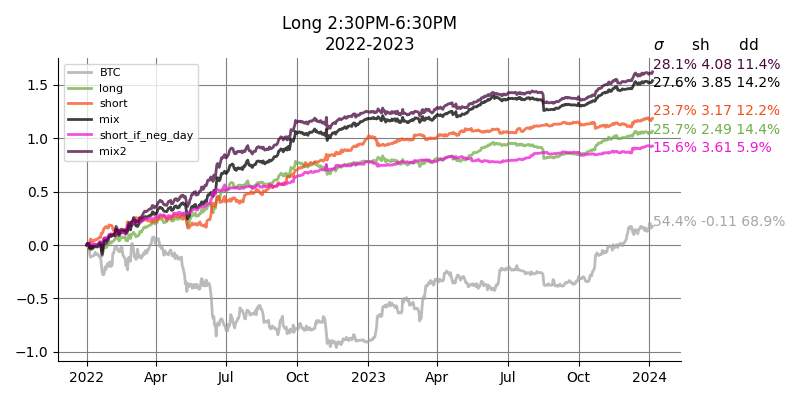 Long 2:30PM-6:30PM
2022-2023
σ sh dd
28.1% 4.08 11.4%
27.6% 3.85 14.2%
23.7% 3.17 12.2%
25.7% 2.49 14.4%
15.6% 3.61 5.9%
54.4% -0.11 68.9%
BTC
long
short
mix
short_if_neg_day
mix2
1.5
1.0
0.5
0.0
−0.5
−1.0
2022 Apr Jul Oct 2023 Apr Jul Oct 2024